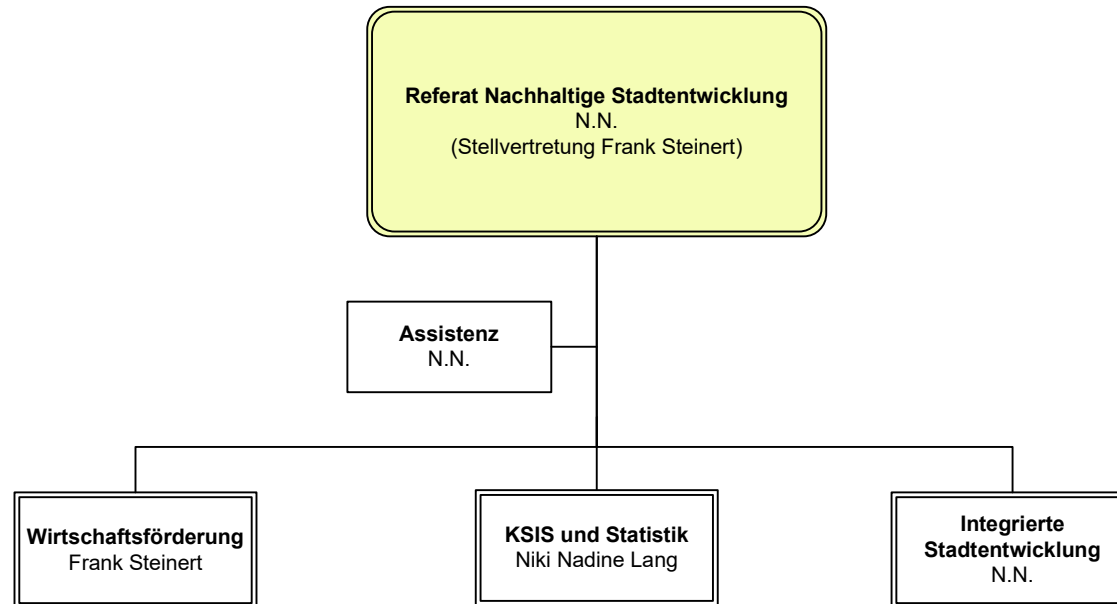 Referat Nachhaltige Stadtentwicklung
N.N.
(Stellvertretung Frank Steinert)
Assistenz
N.N.
Wirtschaftsförderung
Frank Steinert
KSIS und Statistik
Niki Nadine Lang
Integrierte
Stadtentwicklung
N.N.